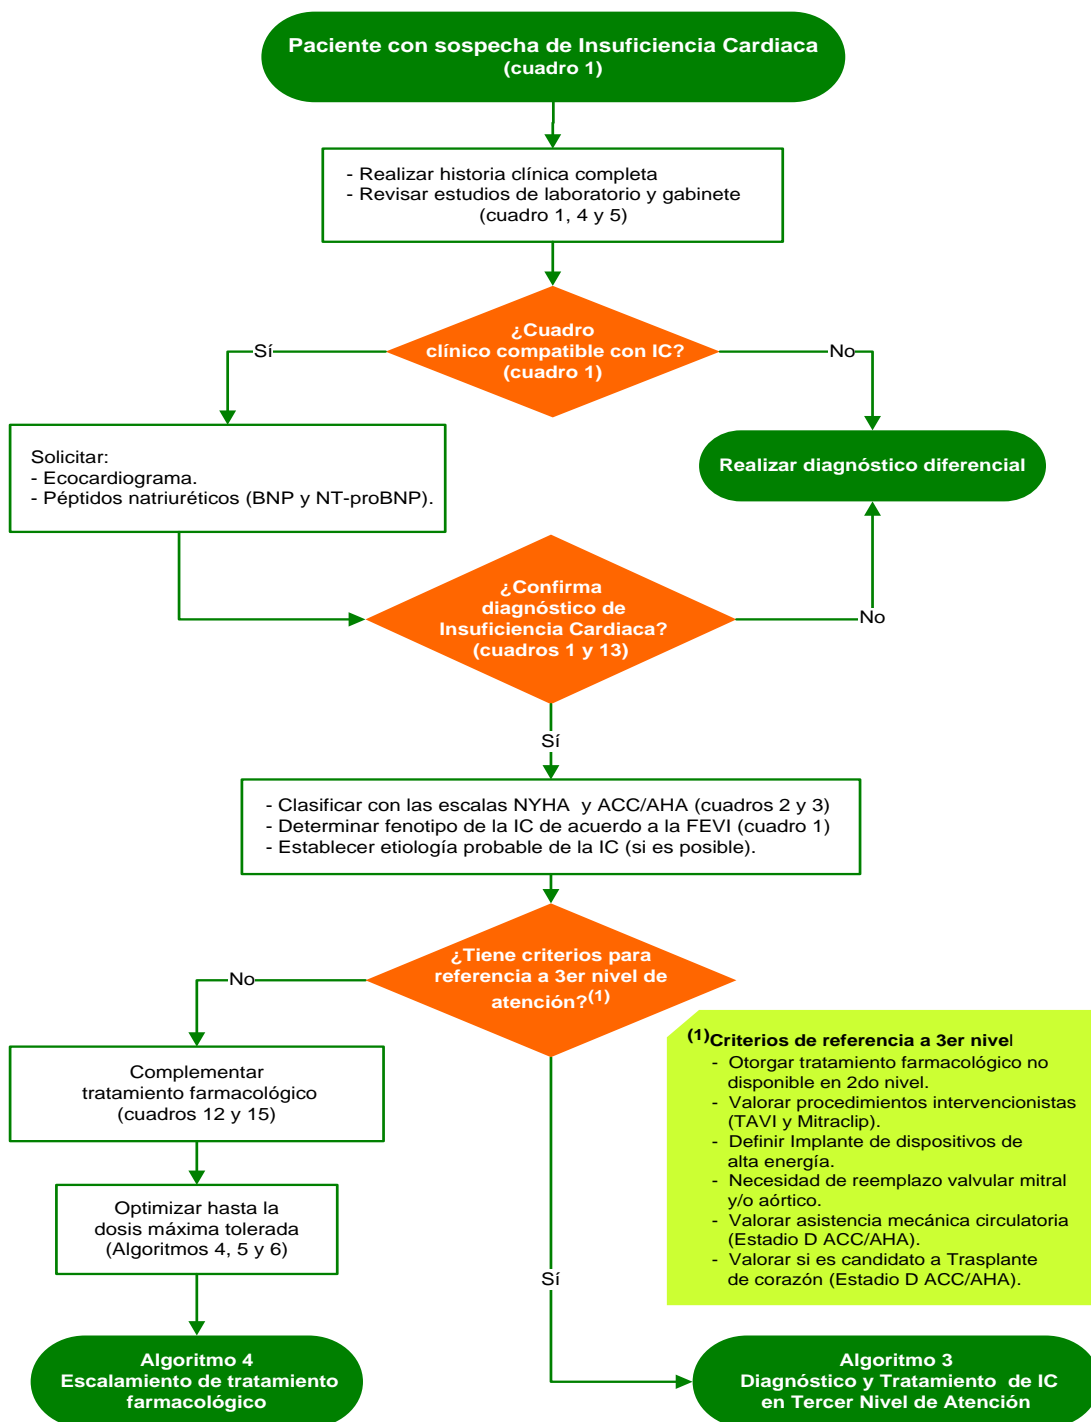 Paciente con sospecha de Insuficiencia Cardiaca
(cuadro 1)
- Realizar historia clínica completa
- Revisar estudios de laboratorio y gabinete
(cuadro 1, 4 y 5)
¿Cuadro
clínico compatible con IC?
(cuadro 1)
Sí
No
Solicitar:
- Ecocardiograma.
- Péptidos natriuréticos (BNP y NT-proBNP).
Realizar diagnóstico diferencial
¿Confirma
diagnóstico de
Insuficiencia Cardiaca?
(cuadros 1 y 13)
No
Sí
- Clasificar con las escalas NYHA y ACC/AHA (cuadros 2 y 3)
- Determinar fenotipo de la IC de acuerdo a la FEVI (cuadro 1)
- Establecer etiología probable de la IC (si es posible).
¿Tiene criterios para
referencia a 3er nivel de
atención?(1)
No
Complementar
tratamiento farmacológico
(cuadros 12 y 15)
Optimizar hasta la
dosis máxima tolerada
(Algoritmos 4, 5 y 6)
Algoritmo 4
Escalamiento de tratamiento
farmacológico
Sí
(1)Criterios de referencia a 3er nivel
- Otorgar tratamiento farmacológico no
disponible en 2do nivel.
- Valorar procedimientos intervencionistas
(TAVI y Mitraclip).
- Definir Implante de dispositivos de
alta energía.
- Necesidad de reemplazo valvular mitral
y/o aórtico.
- Valorar asistencia mecánica circulatoria
(Estadio D ACC/AHA).
- Valorar si es candidato a Trasplante
de corazón (Estadio D ACC/AHA).
Algoritmo 3
Diagnóstico y Tratamiento de IC
en Tercer Nivel de Atención